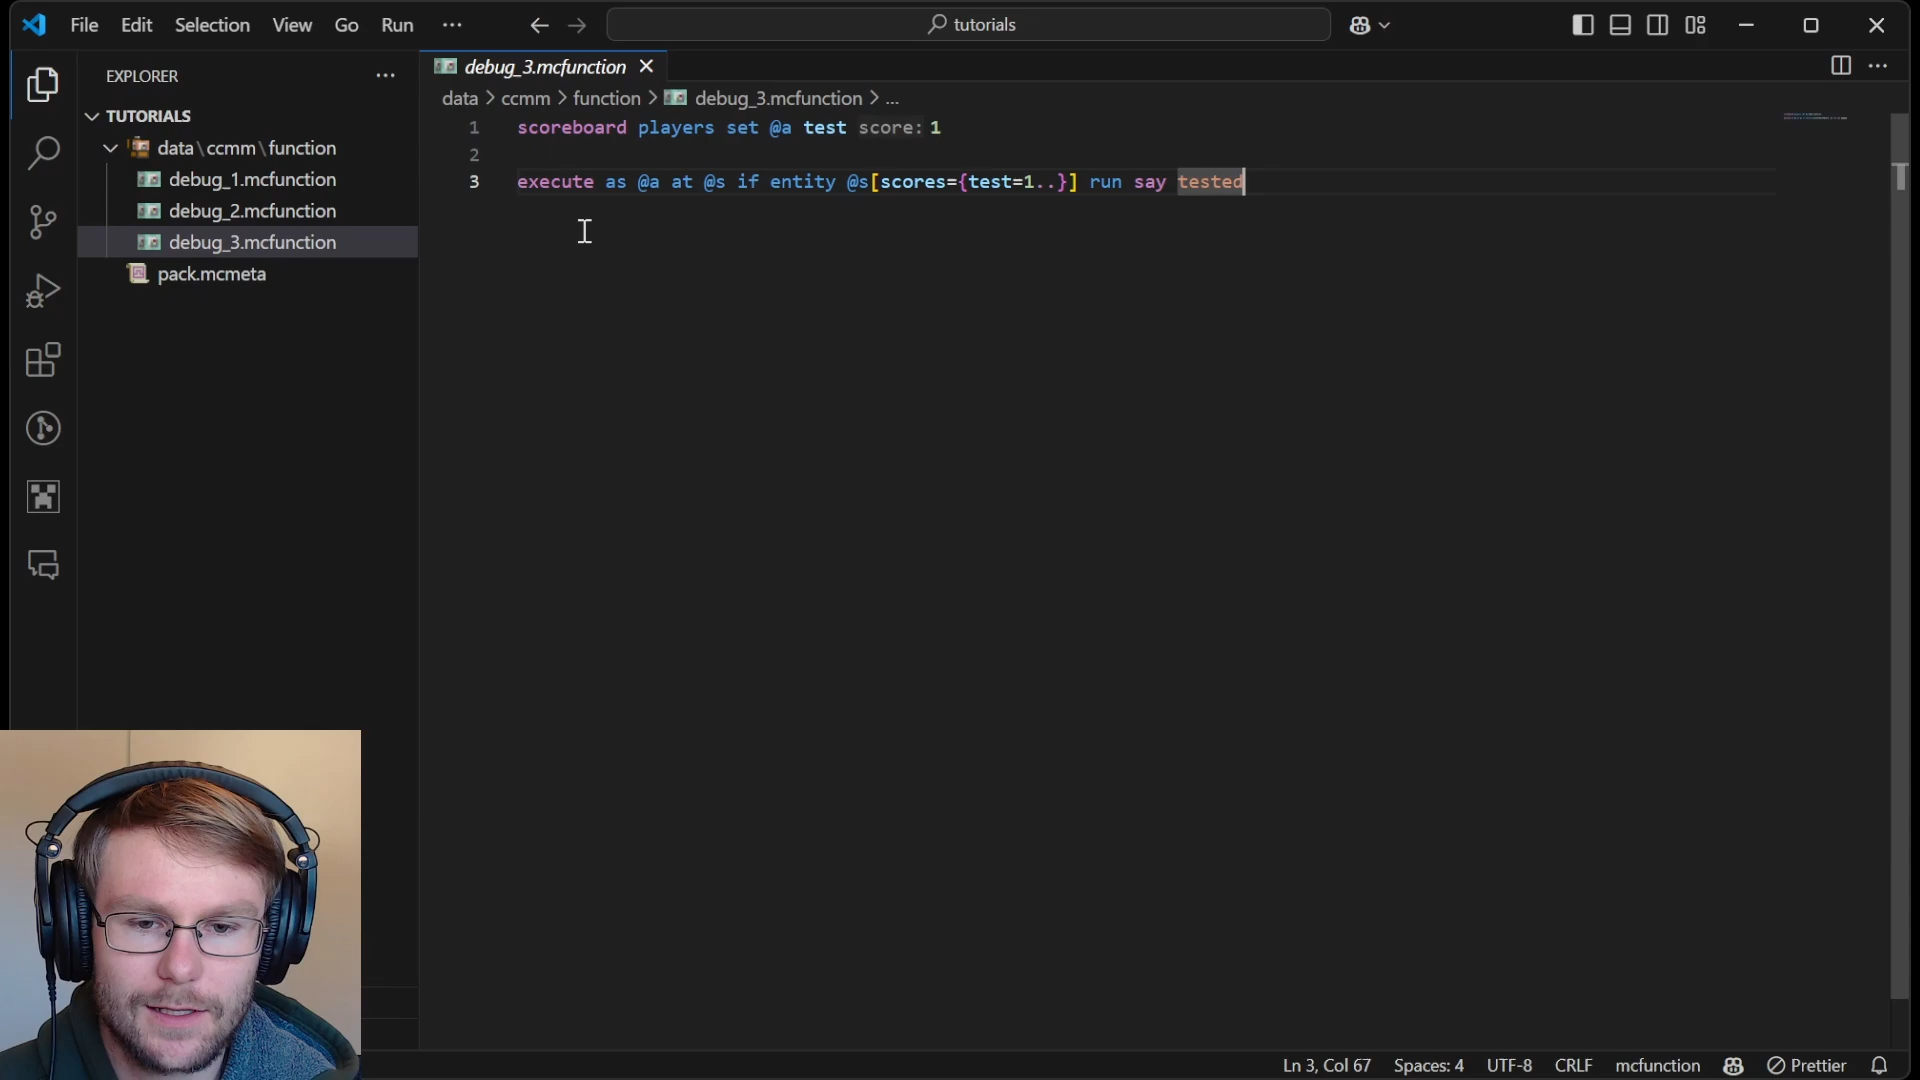 File Edit Selection View Go Run ··· tutorials
EXPLORER ···
debug_3.mcfunction
data > ccmm > function > debug_3.mcfunction > ...
TUTORIALS
data\ccmm\function
debug_1.mcfunction
debug_2.mcfunction
debug_3.mcfunction
pack.mcmeta
1 scoreboard players set @a test score: 1
2
3 execute as @a at @s if entity @s[scores={test=1..}] run say tested
Ln 3, Col 67 Spaces: 4 UTF-8 CRLF mcfunction Prettier